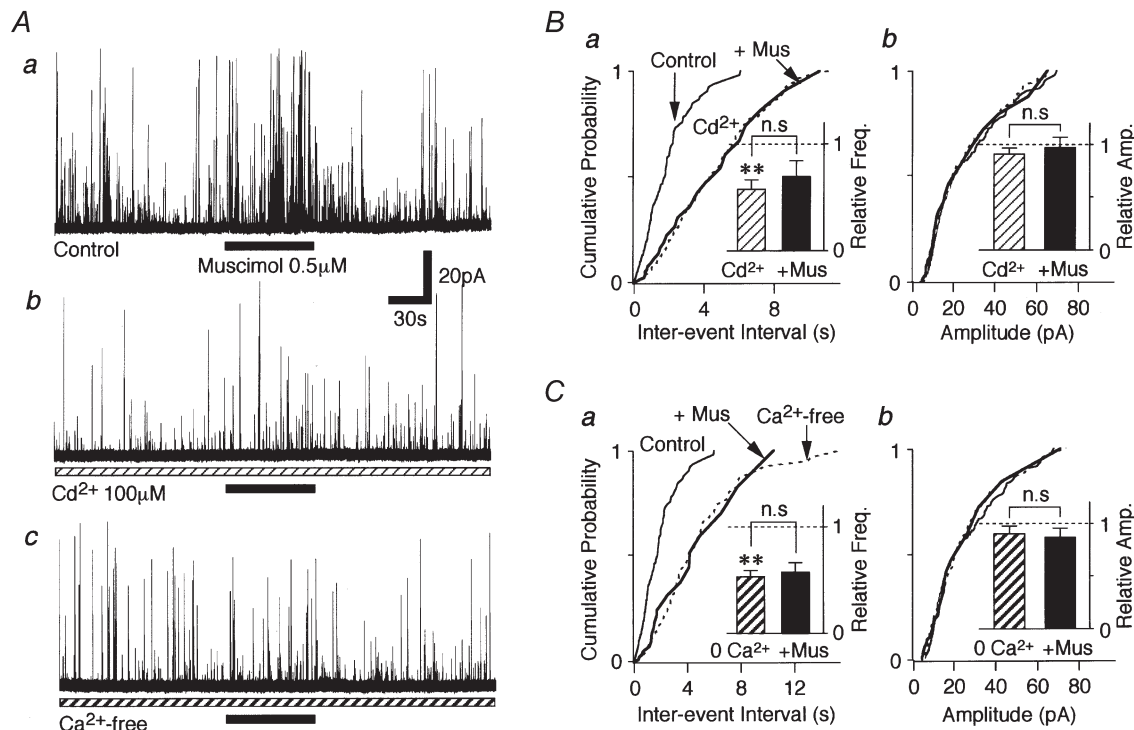 A
a
Control
Muscimol 0.5μM
20pA
30s
b
Cd²⁺ 100μM
c
Ca²⁺-free
B
a
Control
+ Mus
Cd²⁺
Cumulative Probability
1
0
0 4 8
Inter-event Interval (s)
n.s
**
Cd²⁺ +Mus
1
0
Relative Freq.
b
1
0
0 20 40 60 80
Amplitude (pA)
n.s
Cd²⁺ +Mus
1
0
Relative Amp.
C
a
+ Mus
Ca²⁺-free
Control
Cumulative Probability
1
0
0 4 8 12
Inter-event Interval (s)
n.s
**
0 Ca²⁺ +Mus
1
0
Relative Freq.
b
1
0
0 20 40 60 80
Amplitude (pA)
n.s
0 Ca²⁺ +Mus
1
0
Relative Amp.